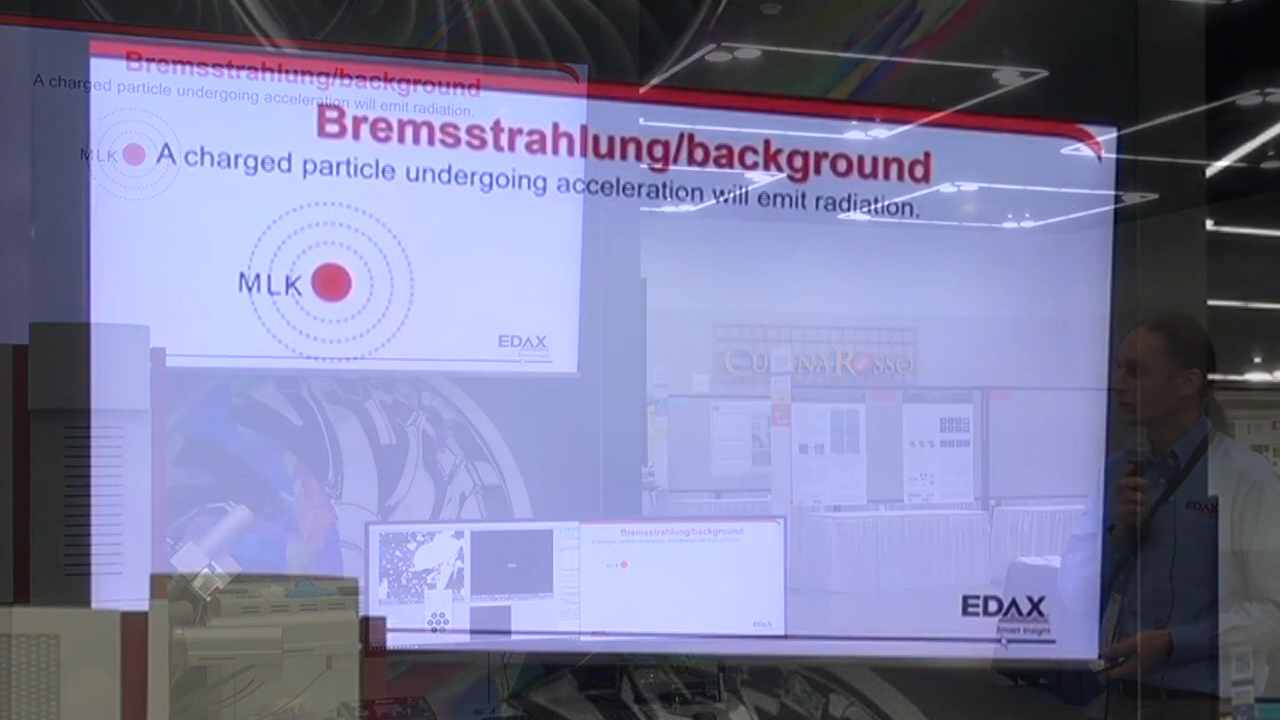 Bremsstrahlung/background
A charged particle undergoing acceleration will emit radiation.
MLK
EDAX
Smart Insight
Bremsstrahlung/background
A charged particle undergoing acceleration will emit radiation.
MLK
EDAX
CUCINA ROSSO
EDAX
Bremsstrahlung/background
MLK
EDAX